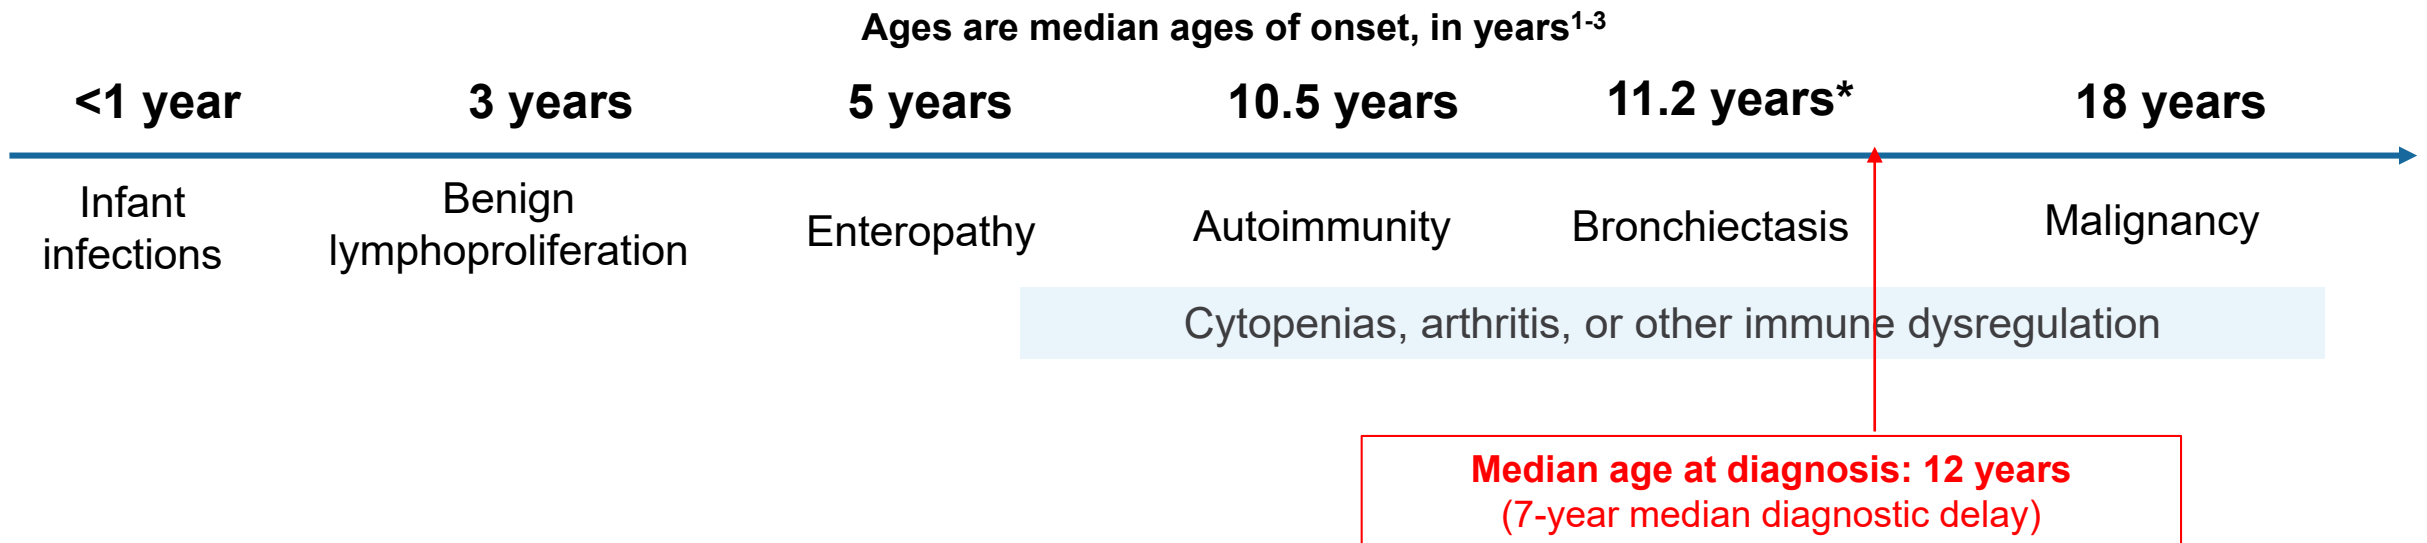 Ages are median ages of onset, in years¹⁻³
<1 year
3 years
5 years
10.5 years
11.2 years*
18 years
Infant
infections
Benign
lymphoproliferation
Enteropathy
Autoimmunity
Bronchiectasis
Malignancy
Cytopenias, arthritis, or other immune dysregulation
Median age at diagnosis: 12 years
(7-year median diagnostic delay)